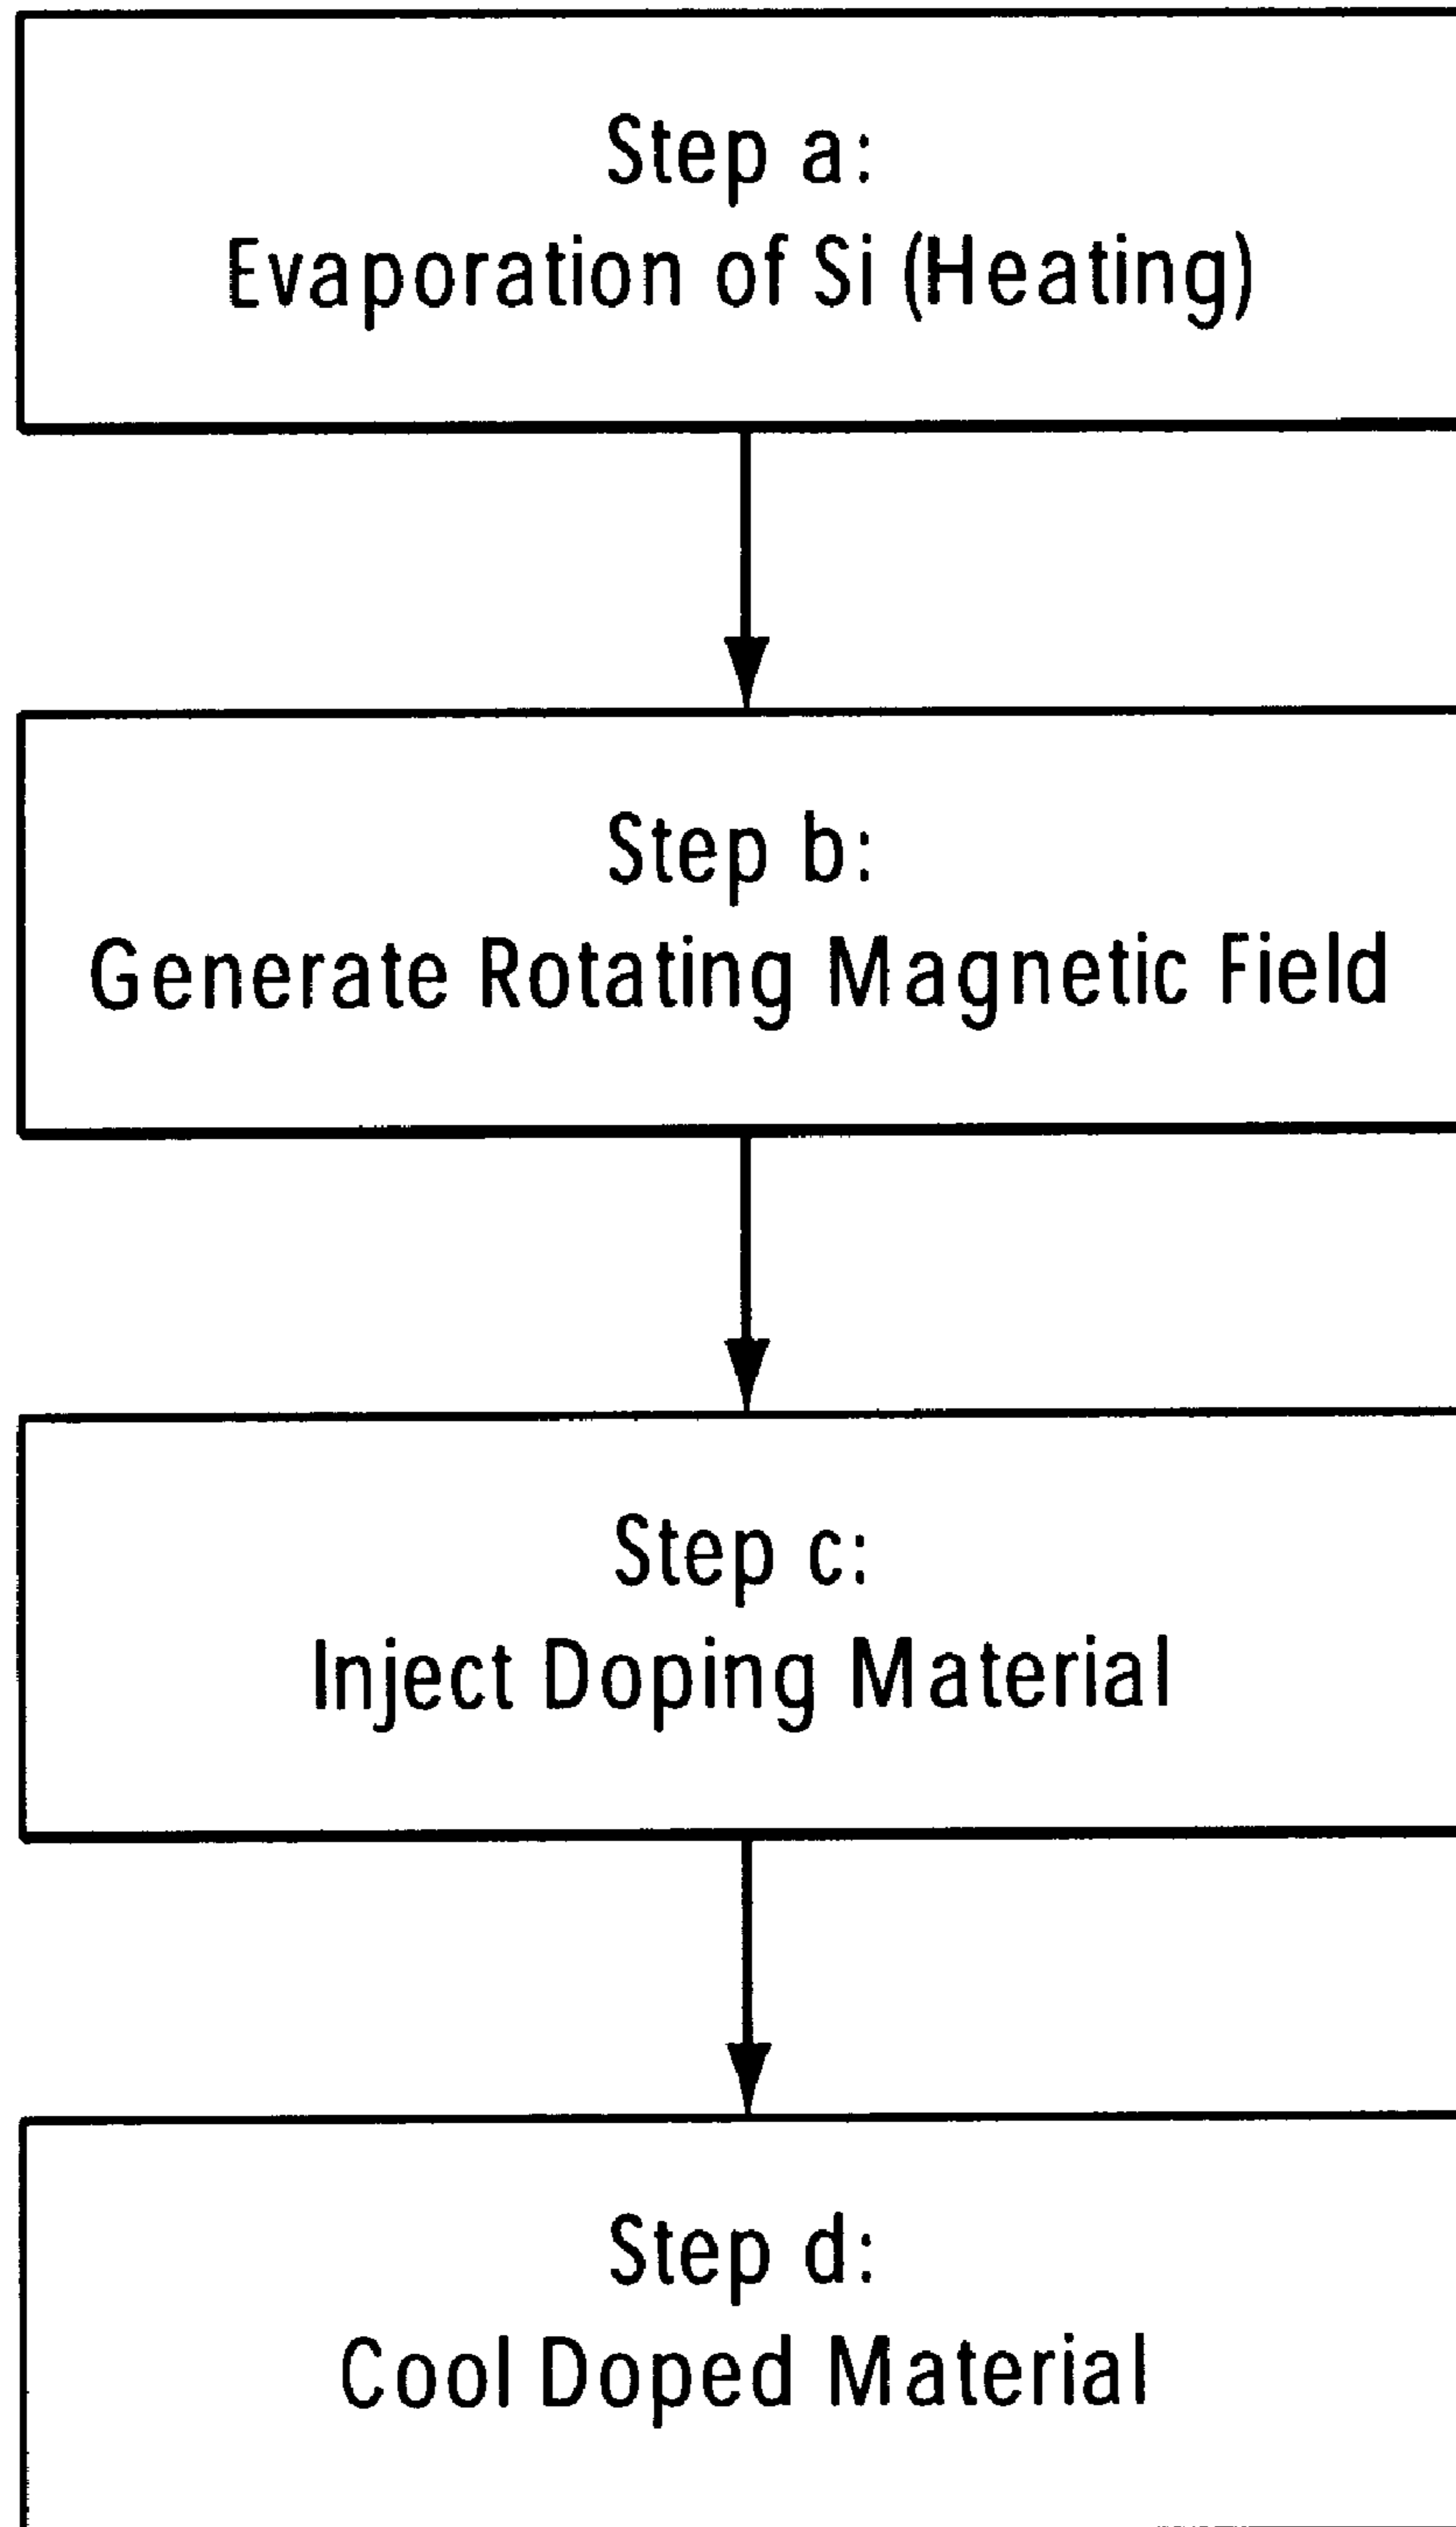 Step a:
Evaporation of Si (Heating)
Step b:
Generate Rotating Magnetic Field
Step c:
Inject Doping Material
Step d:
Cool Doped Material